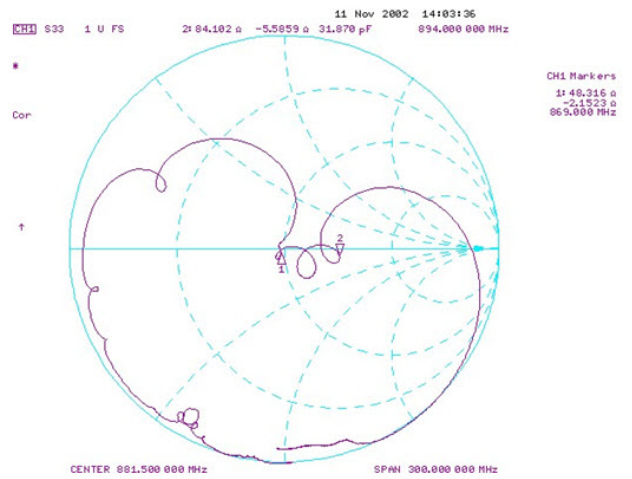 11 Nov 2002 14:03:36
CH1 S33 1 U FS 2: 84.102 Ω -5.5859 Ω 31.870 pF 894.000 000 MHz
*
CH1 Markers
1: 48.316 Ω
-2.1523 Ω
869.000 MHz
Cor
↑
2
1
CENTER 881.500 000 MHz SPAN 300.000 000 MHz